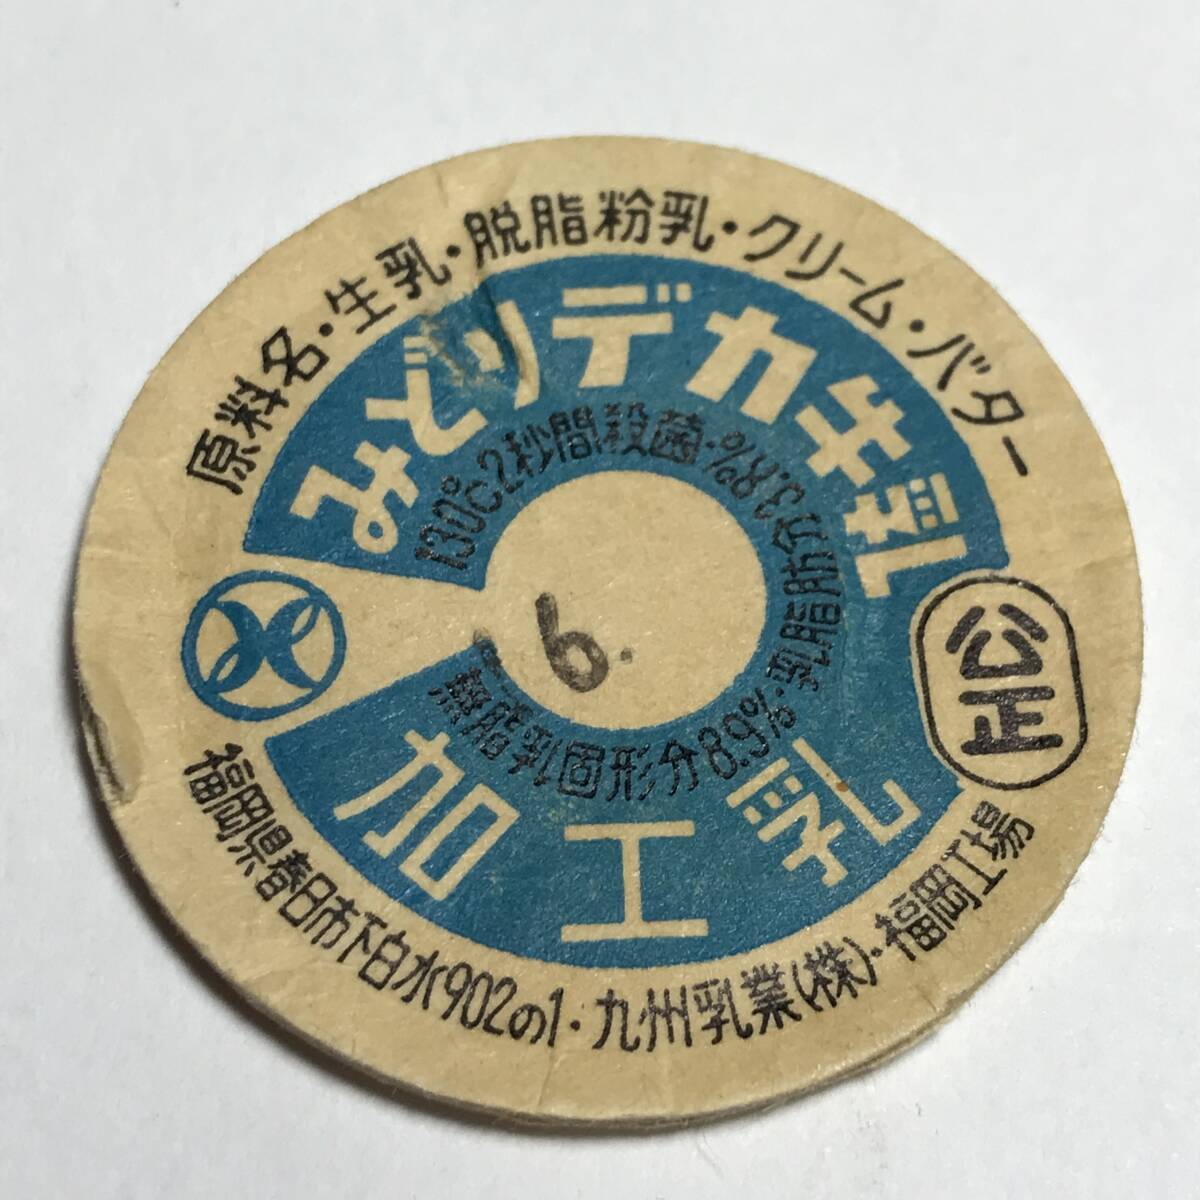 原料名・生乳・脱脂粉乳・クリーム・バター
みどりデカ牛乳
130℃2秒間殺菌・乳脂肪分3.8%
無脂乳固形分8.9%
6.
公正
加工乳
福岡県春日市下白水902の1・九州乳業(株)・福岡工場